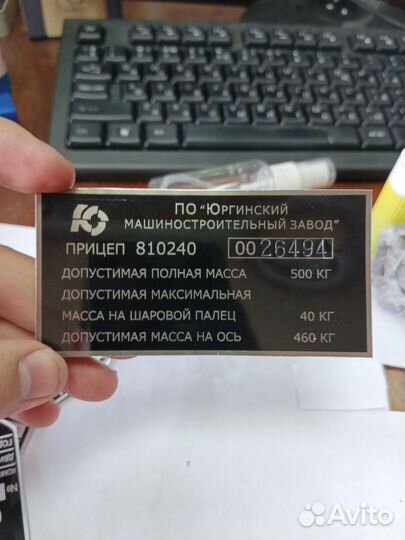 ПО "ЮРГИНСКИЙ
МАШИНОСТРОИТЕЛЬНЫЙ ЗАВОД"
ПРИЦЕП 810240 0026494
ДОПУСТИМАЯ ПОЛНАЯ МАССА 500 КГ
ДОПУСТИМАЯ МАКСИМАЛЬНАЯ
МАССА НА ШАРОВОЙ ПАЛЕЦ 40 КГ
ДОПУСТИМАЯ МАССА НА ОСЬ 460 КГ
№
Avito